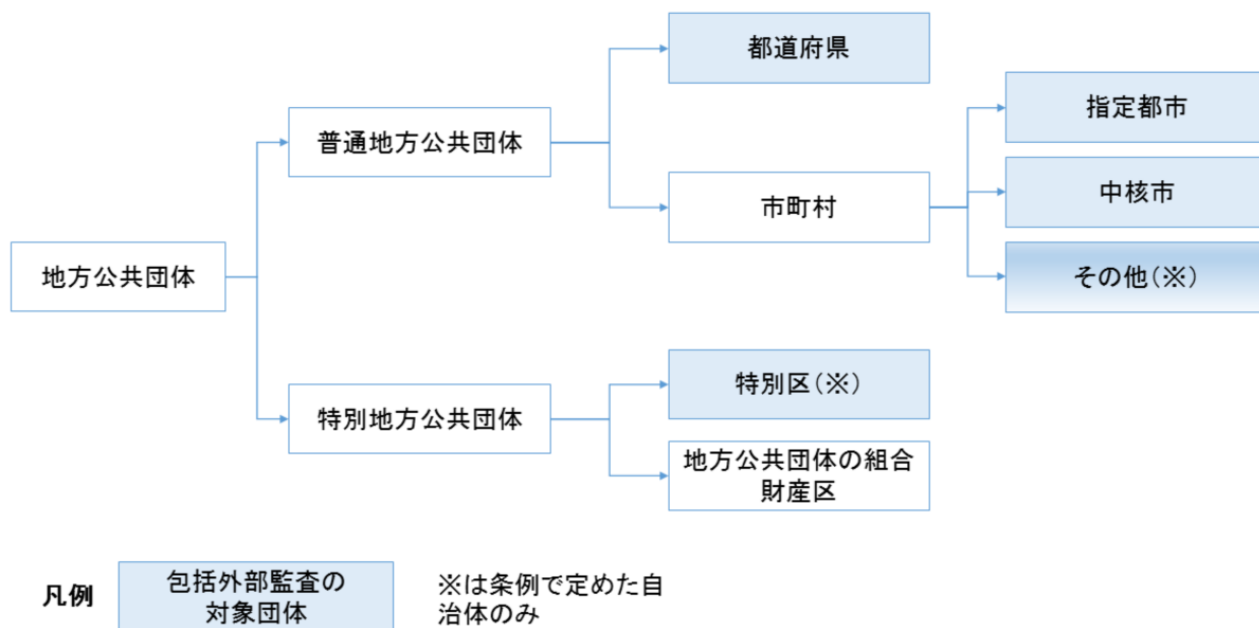 都道府県
指定都市
普通地方公共団体
中核市
市町村
地方公共団体
その他(※)
特別区(※)
特別地方公共団体
地方公共団体の組合
財産区
凡例
包括外部監査の
対象団体
※は条例で定めた自
治体のみ